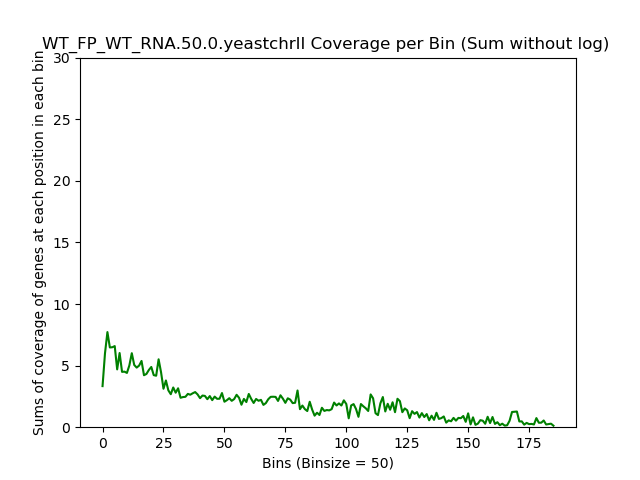 WT_FP_WT_RNA.50.0.yeastchrII Coverage per Bin (Sum without log)
Sums of coverage of genes at each position in each bin
30
25
20
15
10
5
0
0 25 50 75 100 125 150 175
Bins (Binsize = 50)